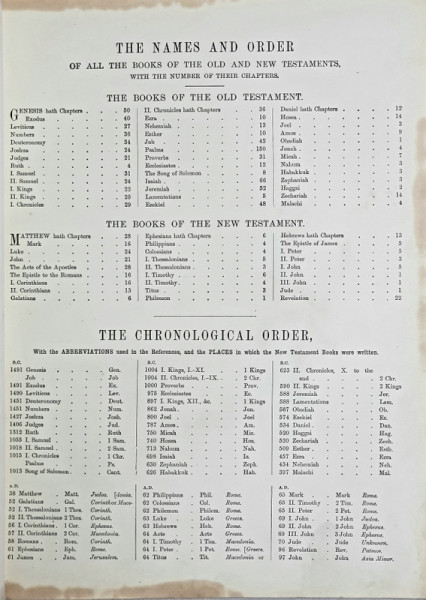 THE NAMES AND ORDER
OF ALL THE BOOKS OF THE OLD AND NEW TESTAMENTS,
WITH THE NUMBER OF THEIR CHAPTERS.
THE BOOKS OF THE OLD TESTAMENT.
GENESIS hath Chapters . . . 50
Exodus . . . . . 40
Leviticus . . . . . 27
Numbers . . . . . 36
Deuteronomy . . . . . 34
Joshua . . . . . 24
Judges . . . . . 21
Ruth . . . . . 4
I. Samuel . . . . . 31
II. Samuel . . . . . 24
I. Kings . . . . . 22
II. Kings . . . . . 25
I. Chronicles . . . . . 29
II. Chronicles hath Chapters . . . 36
Ezra . . . . . 10
Nehemiah . . . . . 13
Esther . . . . . 10
Job . . . . . 42
Psalms . . . . . 150
Proverbs . . . . . 31
Ecclesiastes . . . . . 12
The Song of Solomon . . . . . 8
Isaiah . . . . . 66
Jeremiah . . . . . 52
Lamentations . . . . . 5
Ezekiel . . . . . 48
Daniel hath Chapters . . . . 12
Hosea . . . . . 14
Joel . . . . . 3
Amos . . . . . 9
Obadiah . . . . . 1
Jonah . . . . . 4
Micah . . . . . 7
Nahum . . . . . 3
Habakkuk . . . . . 3
Zephaniah . . . . . 3
Haggai . . . . . 2
Zechariah . . . . . 14
Malachi . . . . . 4
THE BOOKS OF THE NEW TESTAMENT.
MATTHEW hath Chapters . . 28
Mark . . . . . 16
Luke . . . . . 24
John . . . . . 21
The Acts of the Apostles . . . 28
The Epistle to the Romans . . . 16
I. Corinthians . . . . . 16
II. Corinthians . . . . . 13
Galatians . . . . . 6
Ephesians hath Chapters . . . 6
Philippians . . . . . 4
Colossians . . . . . 4
I. Thessalonians . . . . . 5
II. Thessalonians . . . . . 3
I. Timothy . . . . . 6
II. Timothy . . . . . 4
Titus . . . . . 3
Philemon . . . . . 1
Hebrews hath Chapters . . . 13
The Epistle of James . . . . 5
I. Peter . . . . . 5
II. Peter . . . . . 3
I. John . . . . . 5
II. John . . . . . 1
III. John . . . . . 1
Jude . . . . . 1
Revelation . . . . . 22
THE CHRONOLOGICAL ORDER,
With the ABBREVIATIONS used in the References, and the PLACES in which the New Testament Books were written.
B.C.
1491 Genesis . . . Gen.
Job . . . Job
1491 Exodus . . . Ex.
1490 Leviticus . . . Lev.
1451 Deuteronomy . . . Deut.
1451 Numbers . . . Num.
1427 Joshua . . . Josh.
1406 Judges . . . Jud.
1312 Ruth . . . Ruth
1055 I. Samuel . . . 1 Sam.
1018 II. Samuel . . . 2 Sam.
1015 I. Chronicles . . . 1 Chr.
Psalms . . . Ps.
1013 Song of Solomon . . . Cant.
B.C.
1004 I. Kings, I.-XI. 1 Kings
1004 II. Chronicles, I.-IX. . . 2 Chr.
1000 Proverbs . . . Prov.
975 Ecclesiastes . . . Ec.
897 I. Kings, XII., &c. . . 1 Kings
862 Jonah . . . Jon.
800 Joel . . . Joel
787 Amos . . . Am.
750 Micah . . . Mic.
740 Hosea . . . Hos.
713 Nahum . . . Nah.
698 Isaiah . . . Is.
630 Zephaniah . . . Zeph.
626 Habakkuk . . . Hab.
B.C.
623 II. Chronicles, X. to the
end . . . 2 Chr.
590 II. Kings . . . 2 Kings
588 Jeremiah . . . Jer.
588 Lamentations . . . Lam.
587 Obadiah . . . Ob.
574 Ezekiel . . . Ez.
534 Daniel . . . Dan.
520 Haggai . . . Hag.
520 Zechariah . . . Zech.
509 Esther . . . Esth.
457 Ezra . . . Ezra
434 Nehemiah . . . Neh.
397 Malachi . . . Mal.
A.D.
38 Matthew . Matt. Judea.
52 Galatians . Gal. Corinth
52 I. Thessalonians 1 Thes. Corinth.
52 II. Thessalonians 2 Thes. Corinth.
56 I. Corinthians . 1 Cor. Ephesus.
57 II. Corinthians . 2 Cor. Macedonia.
58 Romans . Rom. Corinth.
61 Ephesians . Eph. Rome.
61 James . Jam. Jerusalem.
A.D.
62 Philippians . Phil. Rome.
62 Colossians . Col. Rome.
62 Philemon . Philem. Rome.
63 Luke . Luke Greece.
63 Hebrews . Heb. Rome.
64 Acts . Acts Greece.
64 I. Timothy . 1 Tim. Macedonia.
64 I. Peter . 1 Pet. Rome. [Greece.
64 Titus . Tit. Macedonia or
A.D.
65 Mark . Mark Rome.
65 II. Timothy . 2 Tim. Rome.
65 II. Peter . 2 Pet. Rome.
69 I. John . 1 John Judea.
69 II. John . 2 John Ephesus.
69 III. John . 3 John Ephesus.
70 Jude . Jude Unknown.
96 Revelation . Rev. Patmos.
97 John . John Asia Minor.